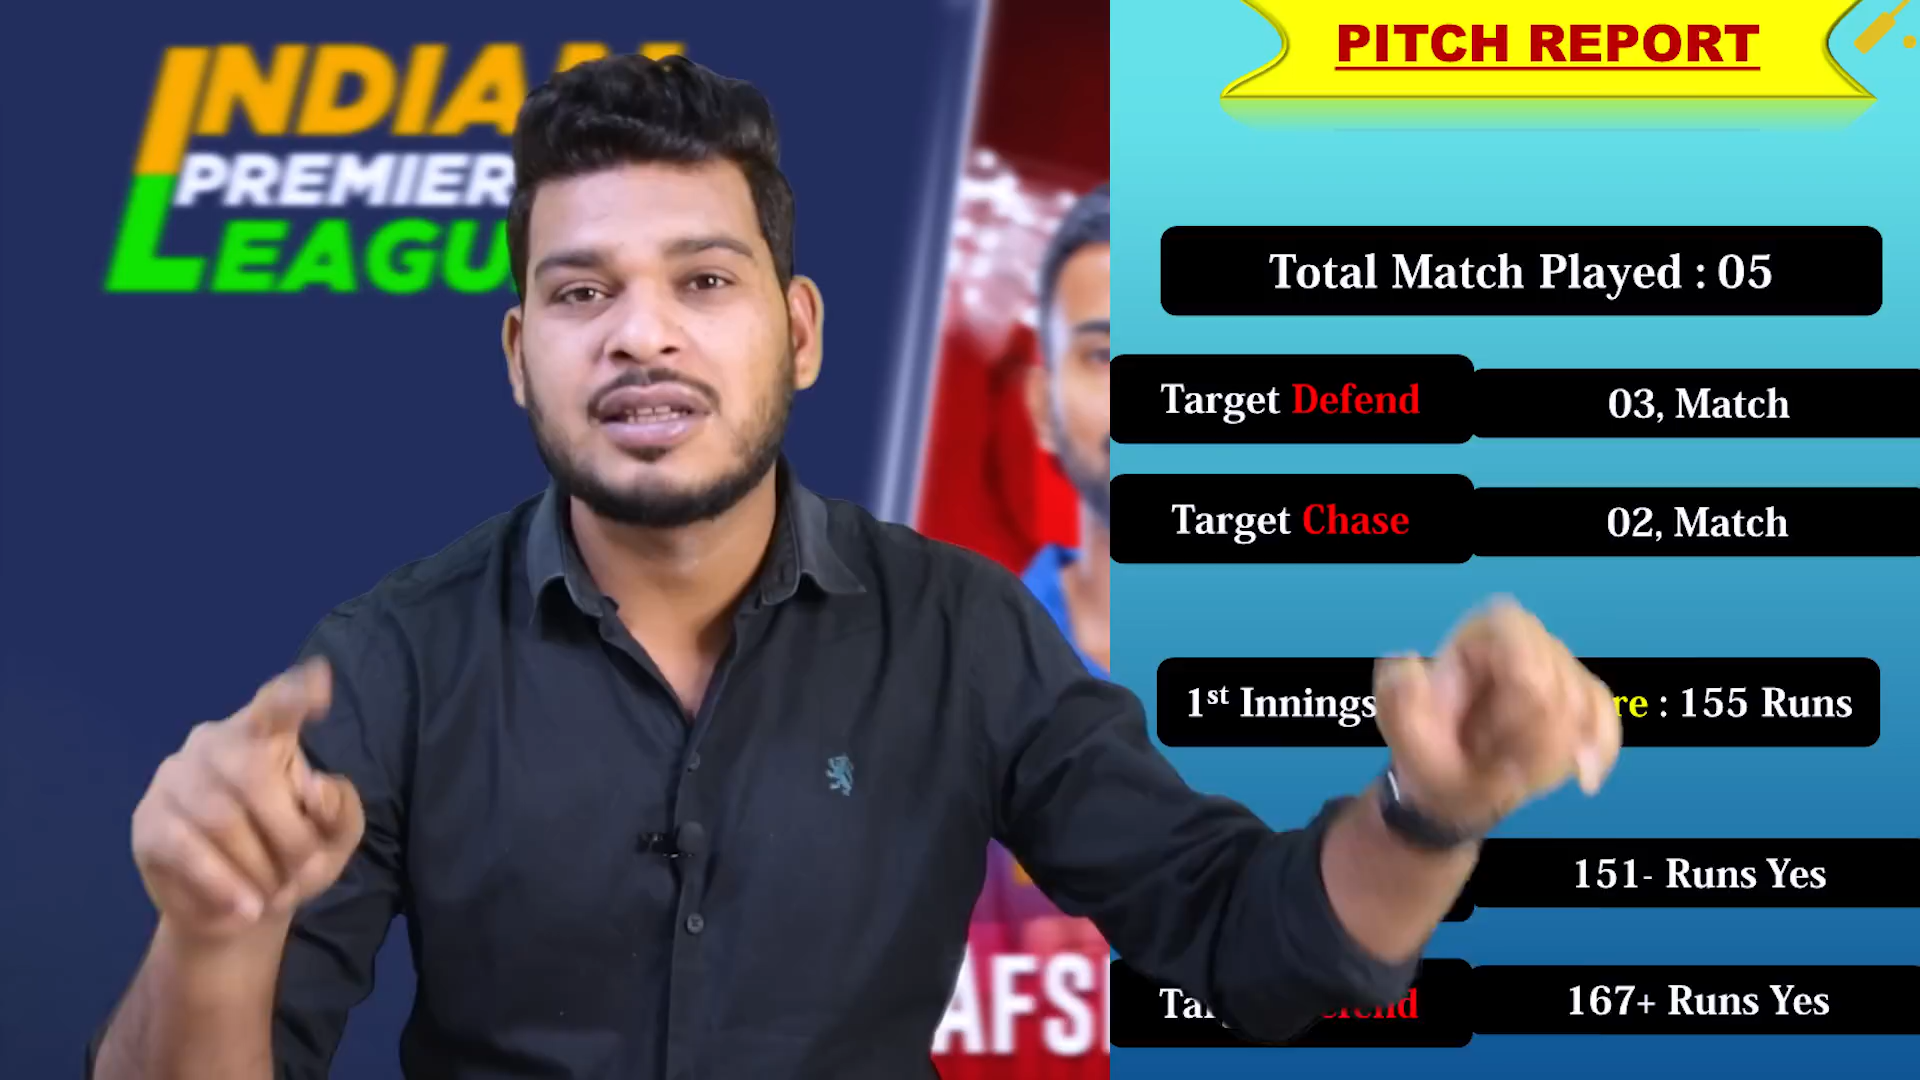 INDIAN
PREMIER
LEAGU
PITCH REPORT
Total Match Played : 05
Target Defend
03, Match
Target Chase
02, Match
1st Innings
: 155 Runs
151- Runs Yes
167+ Runs Yes